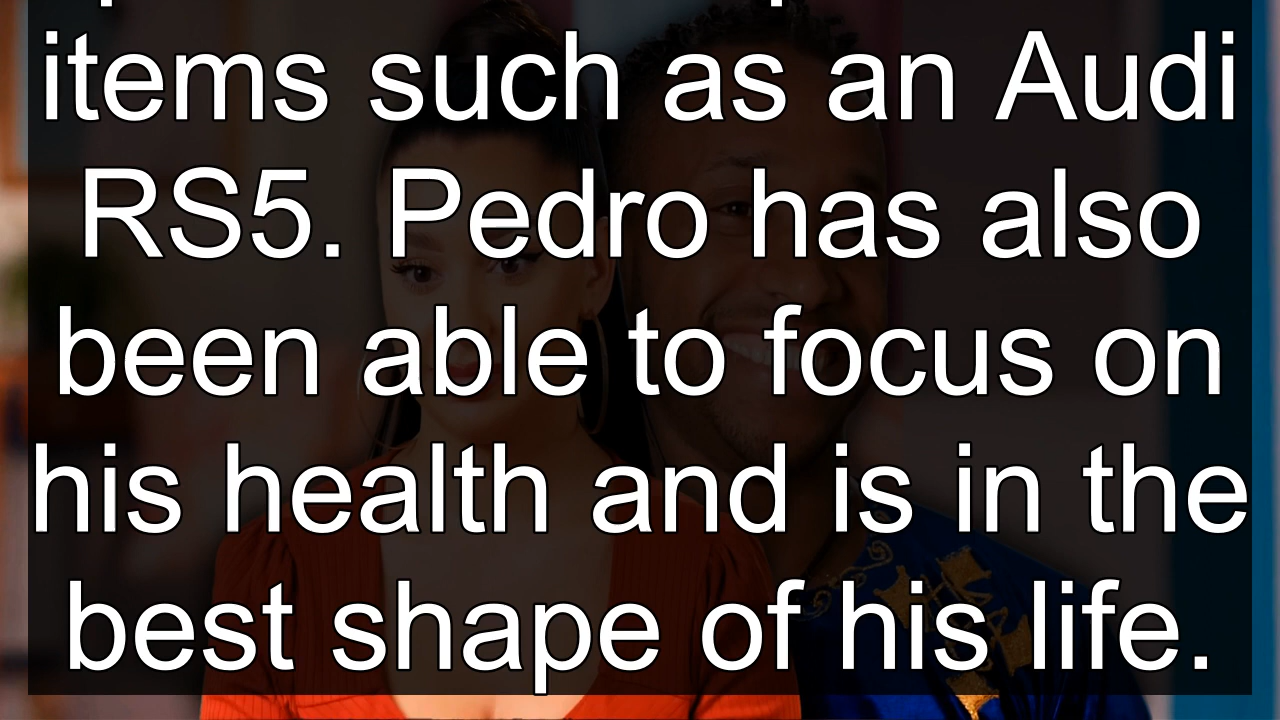 items such as an Audi
RS5. Pedro has also
been able to focus on
his health and is in the
best shape of his life.